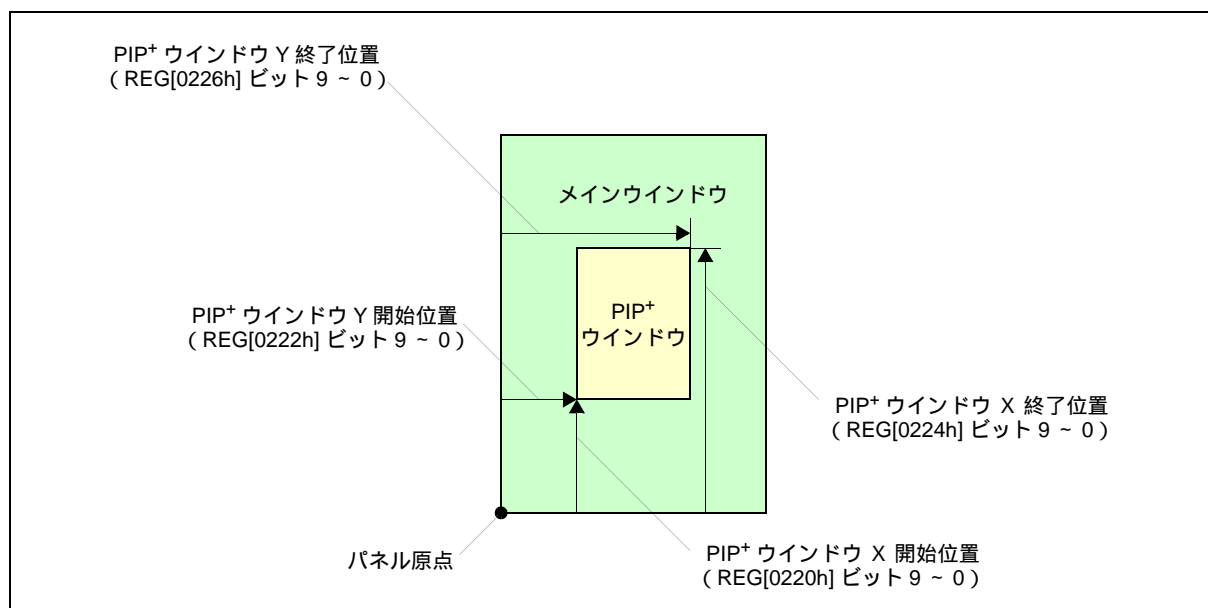 PIP+ ウインドウ Y 終了位置
( REG[0226h] ビット 9 ~ 0 )
メインウインドウ
PIP+ ウインドウ Y 開始位置
( REG[0222h] ビット 9 ~ 0 )
PIP+
ウインドウ
PIP+ ウインドウ X 終了位置
( REG[0224h] ビット 9 ~ 0 )
パネル原点
PIP+ ウインドウ X 開始位置
( REG[0220h] ビット 9 ~ 0 )